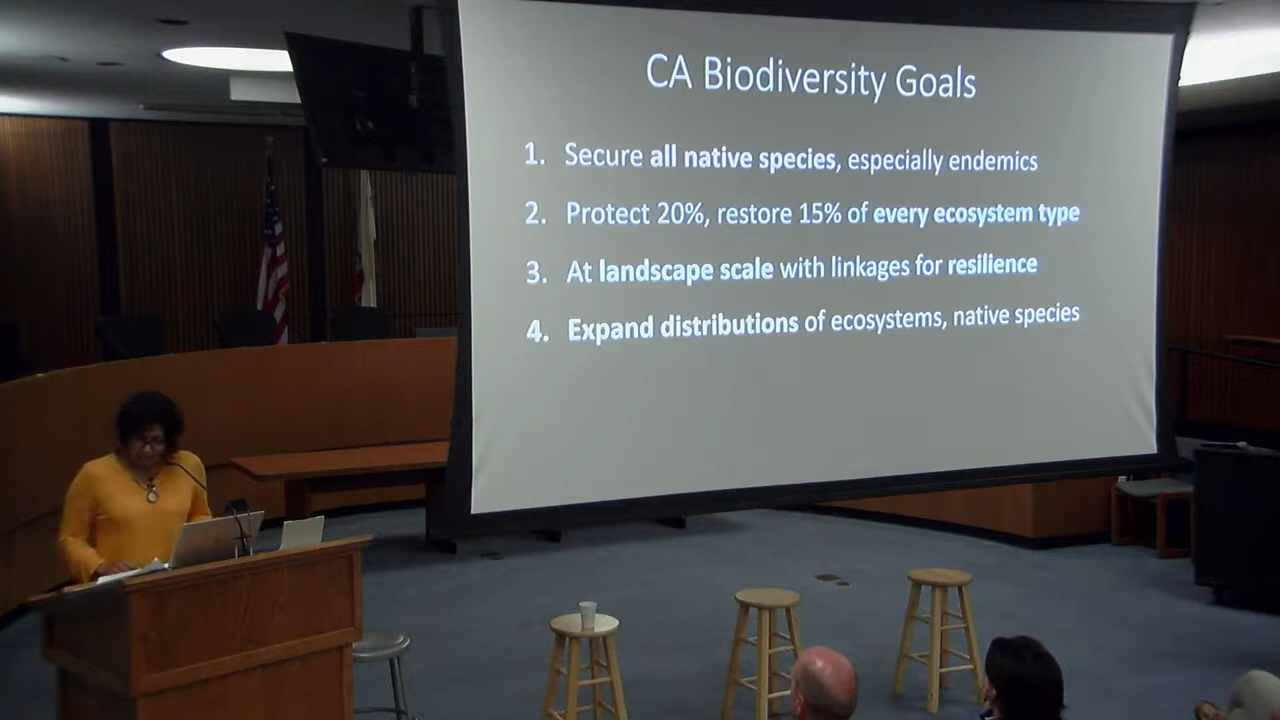 CA Biodiversity Goals
1. Secure all native species, especially endemics
2. Protect 20%, restore 15% of every ecosystem type
3. At landscape scale with linkages for resilience
4. Expand distributions of ecosystems, native species